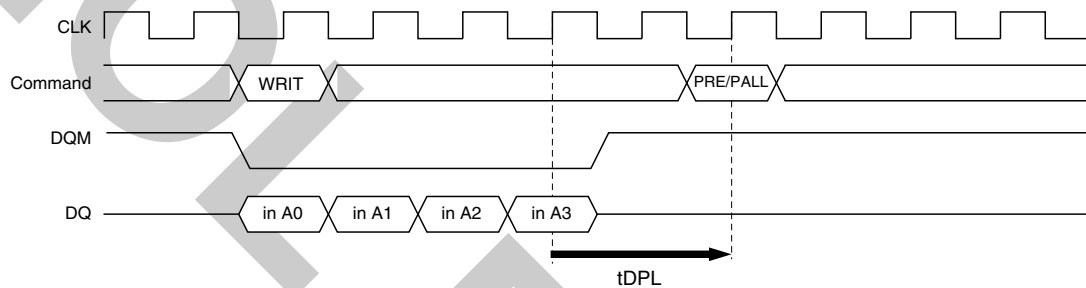 CLK
Command WRIT PRE/PALL
DQM
DQ in A0 in A1 in A2 in A3
tDPL